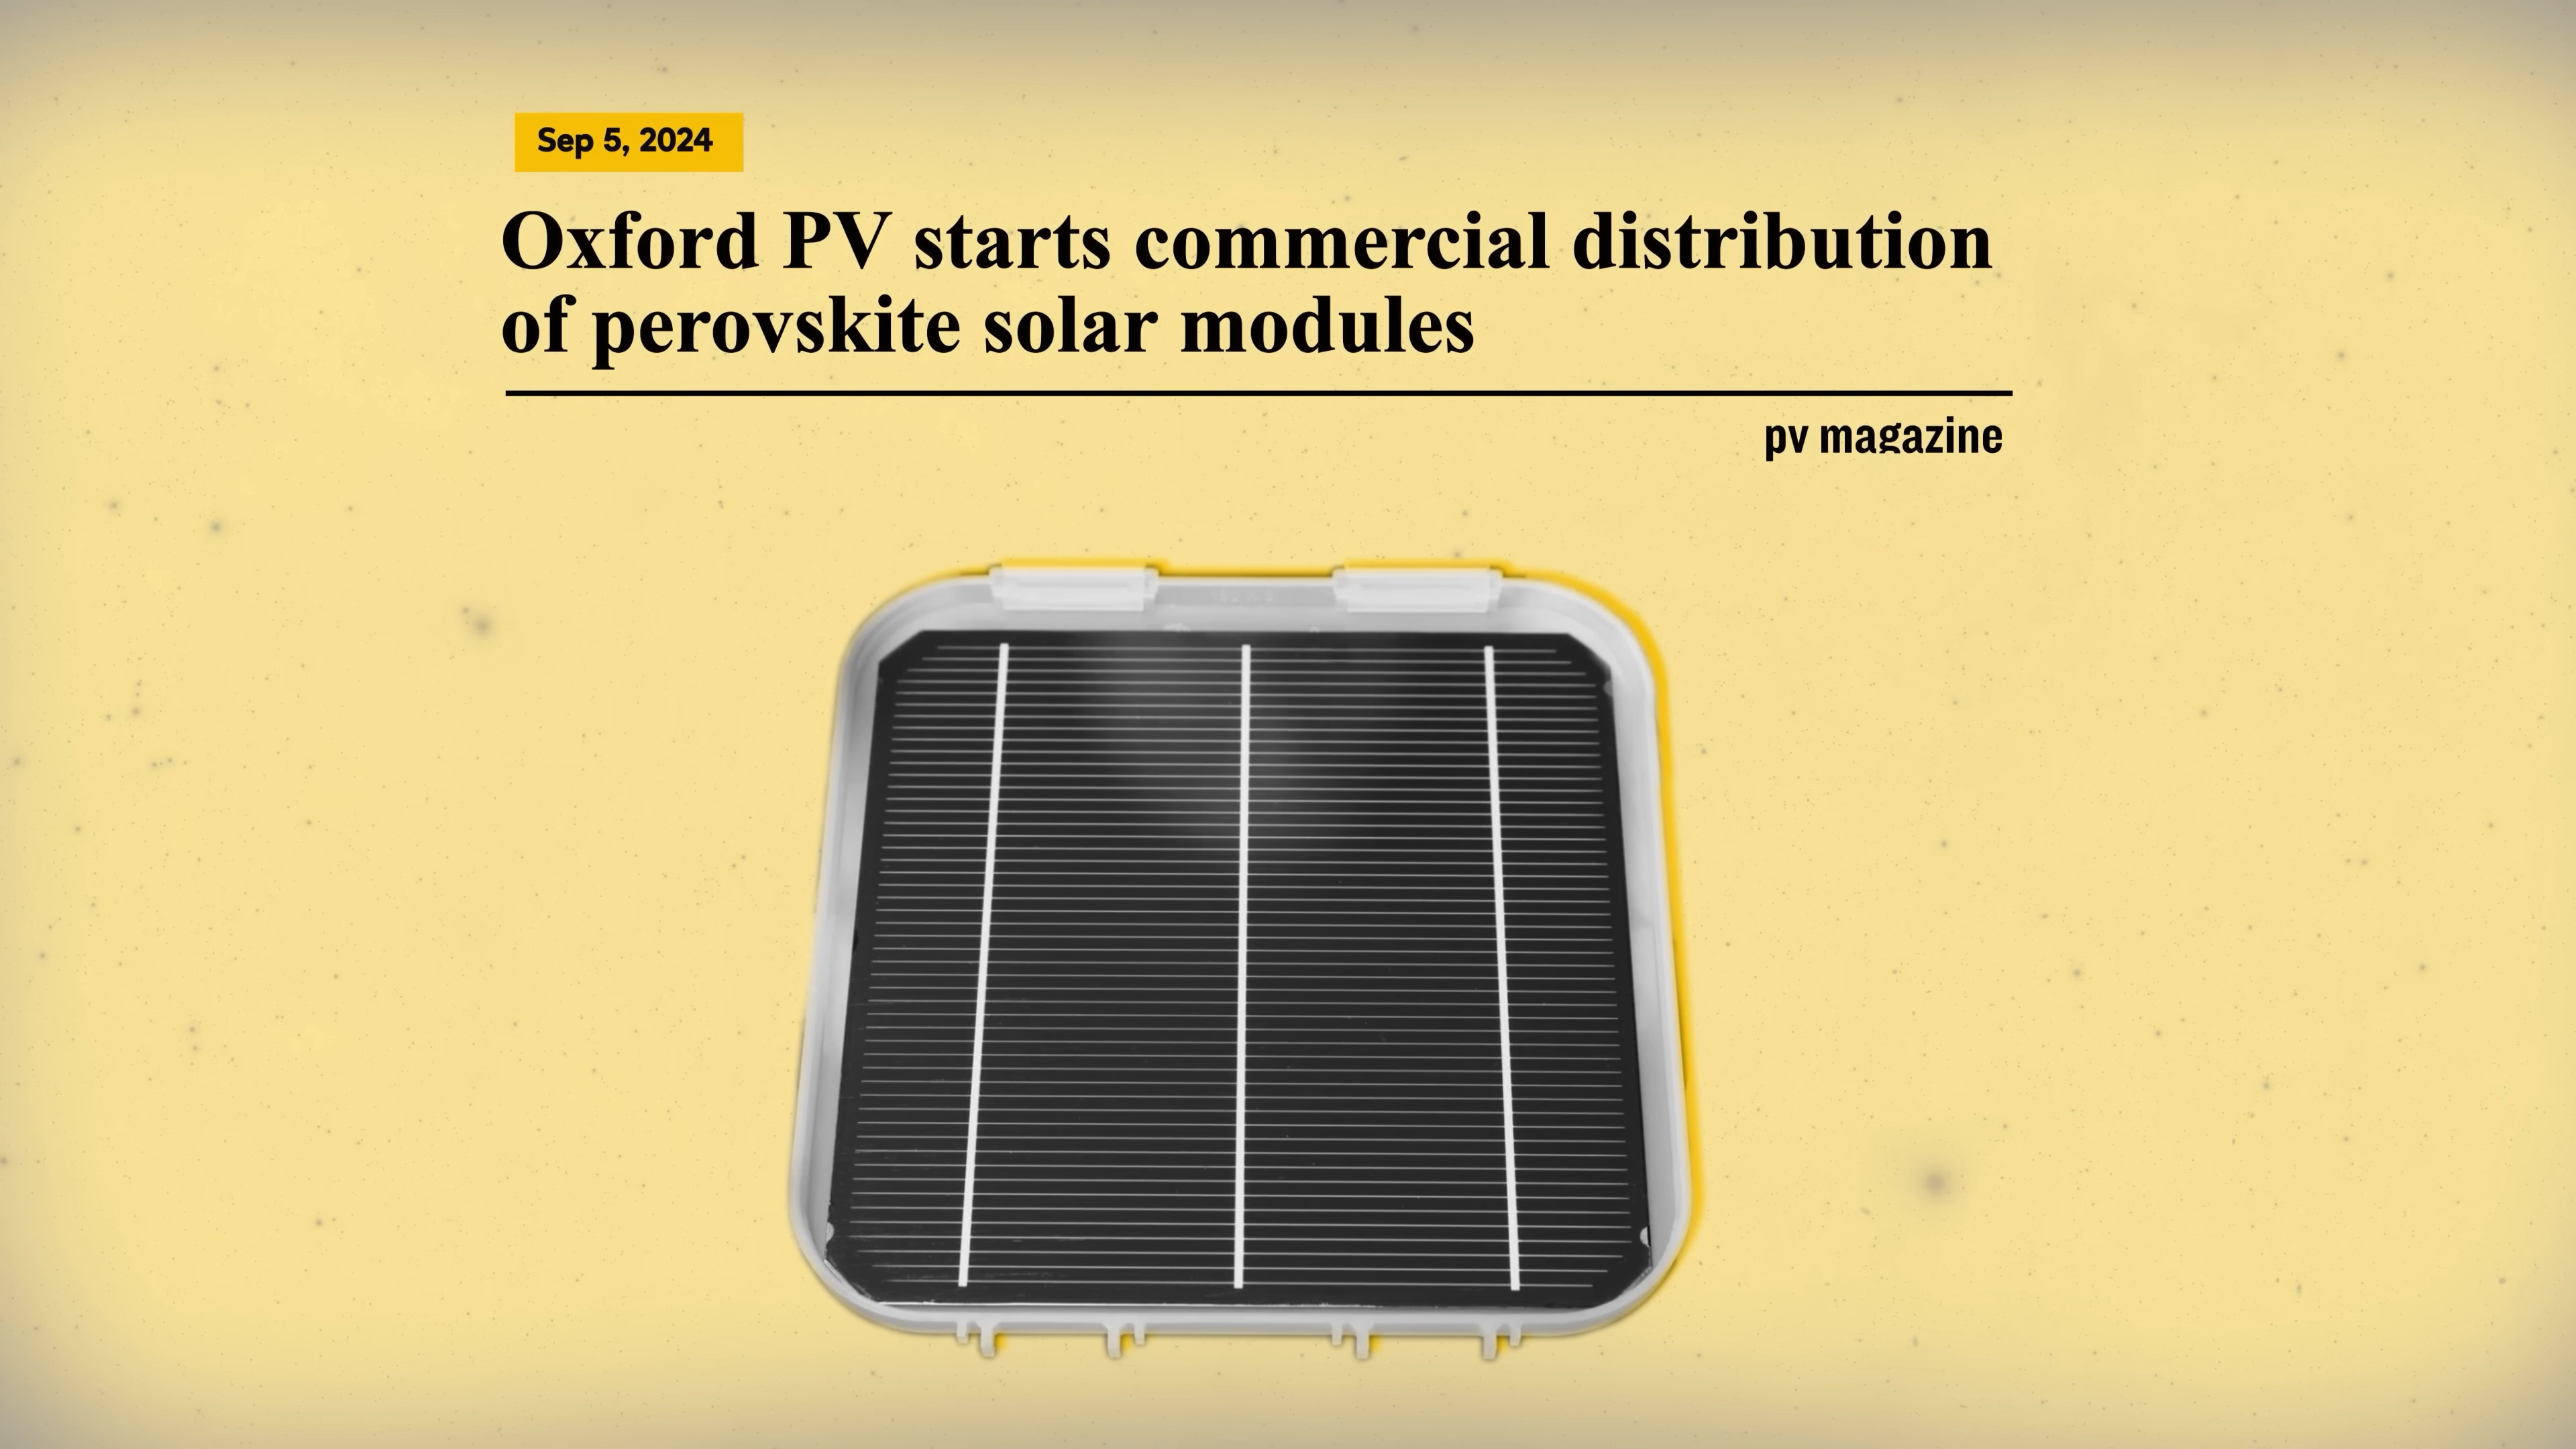 Sep 5, 2024
Oxford PV starts commercial distribution
of perovskite solar modules
pv magazine